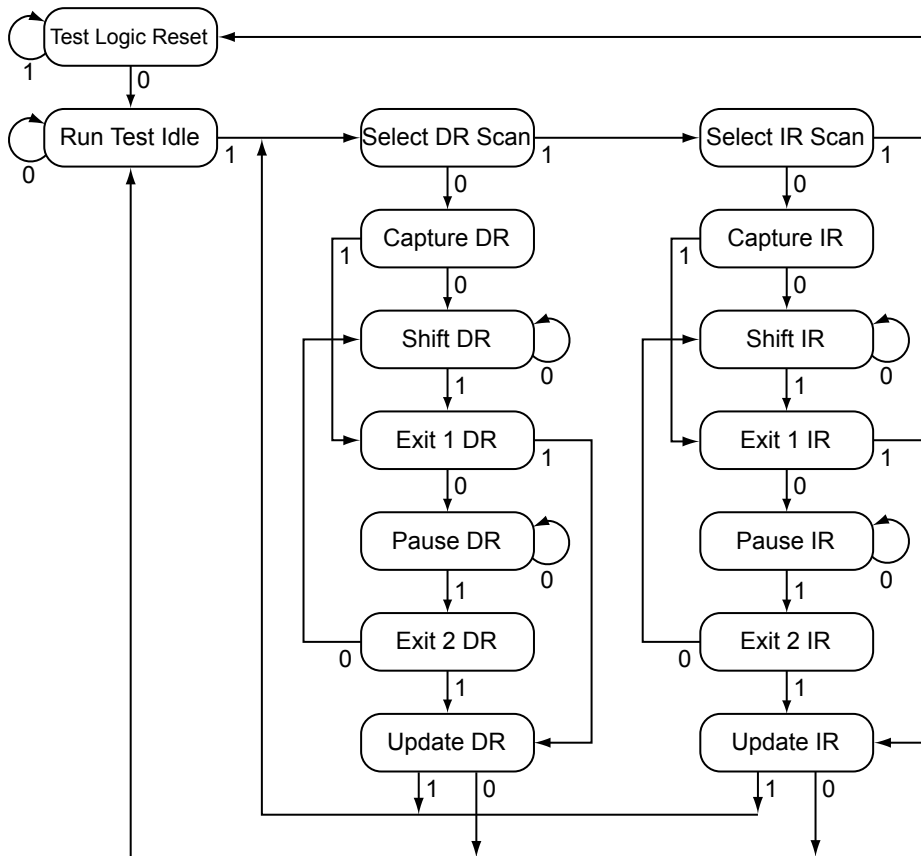 Test Logic Reset
1
0
Run Test Idle
0
1
Select DR Scan
1
Select IR Scan
1
0
0
Capture DR
1
0
Capture IR
1
0
Shift DR
0
1
Shift IR
0
1
Exit 1 DR
1
0
Exit 1 IR
1
0
Pause DR
0
1
Pause IR
0
1
Exit 2 DR
0
1
Exit 2 IR
0
1
Update DR
1
0
Update IR
1
0